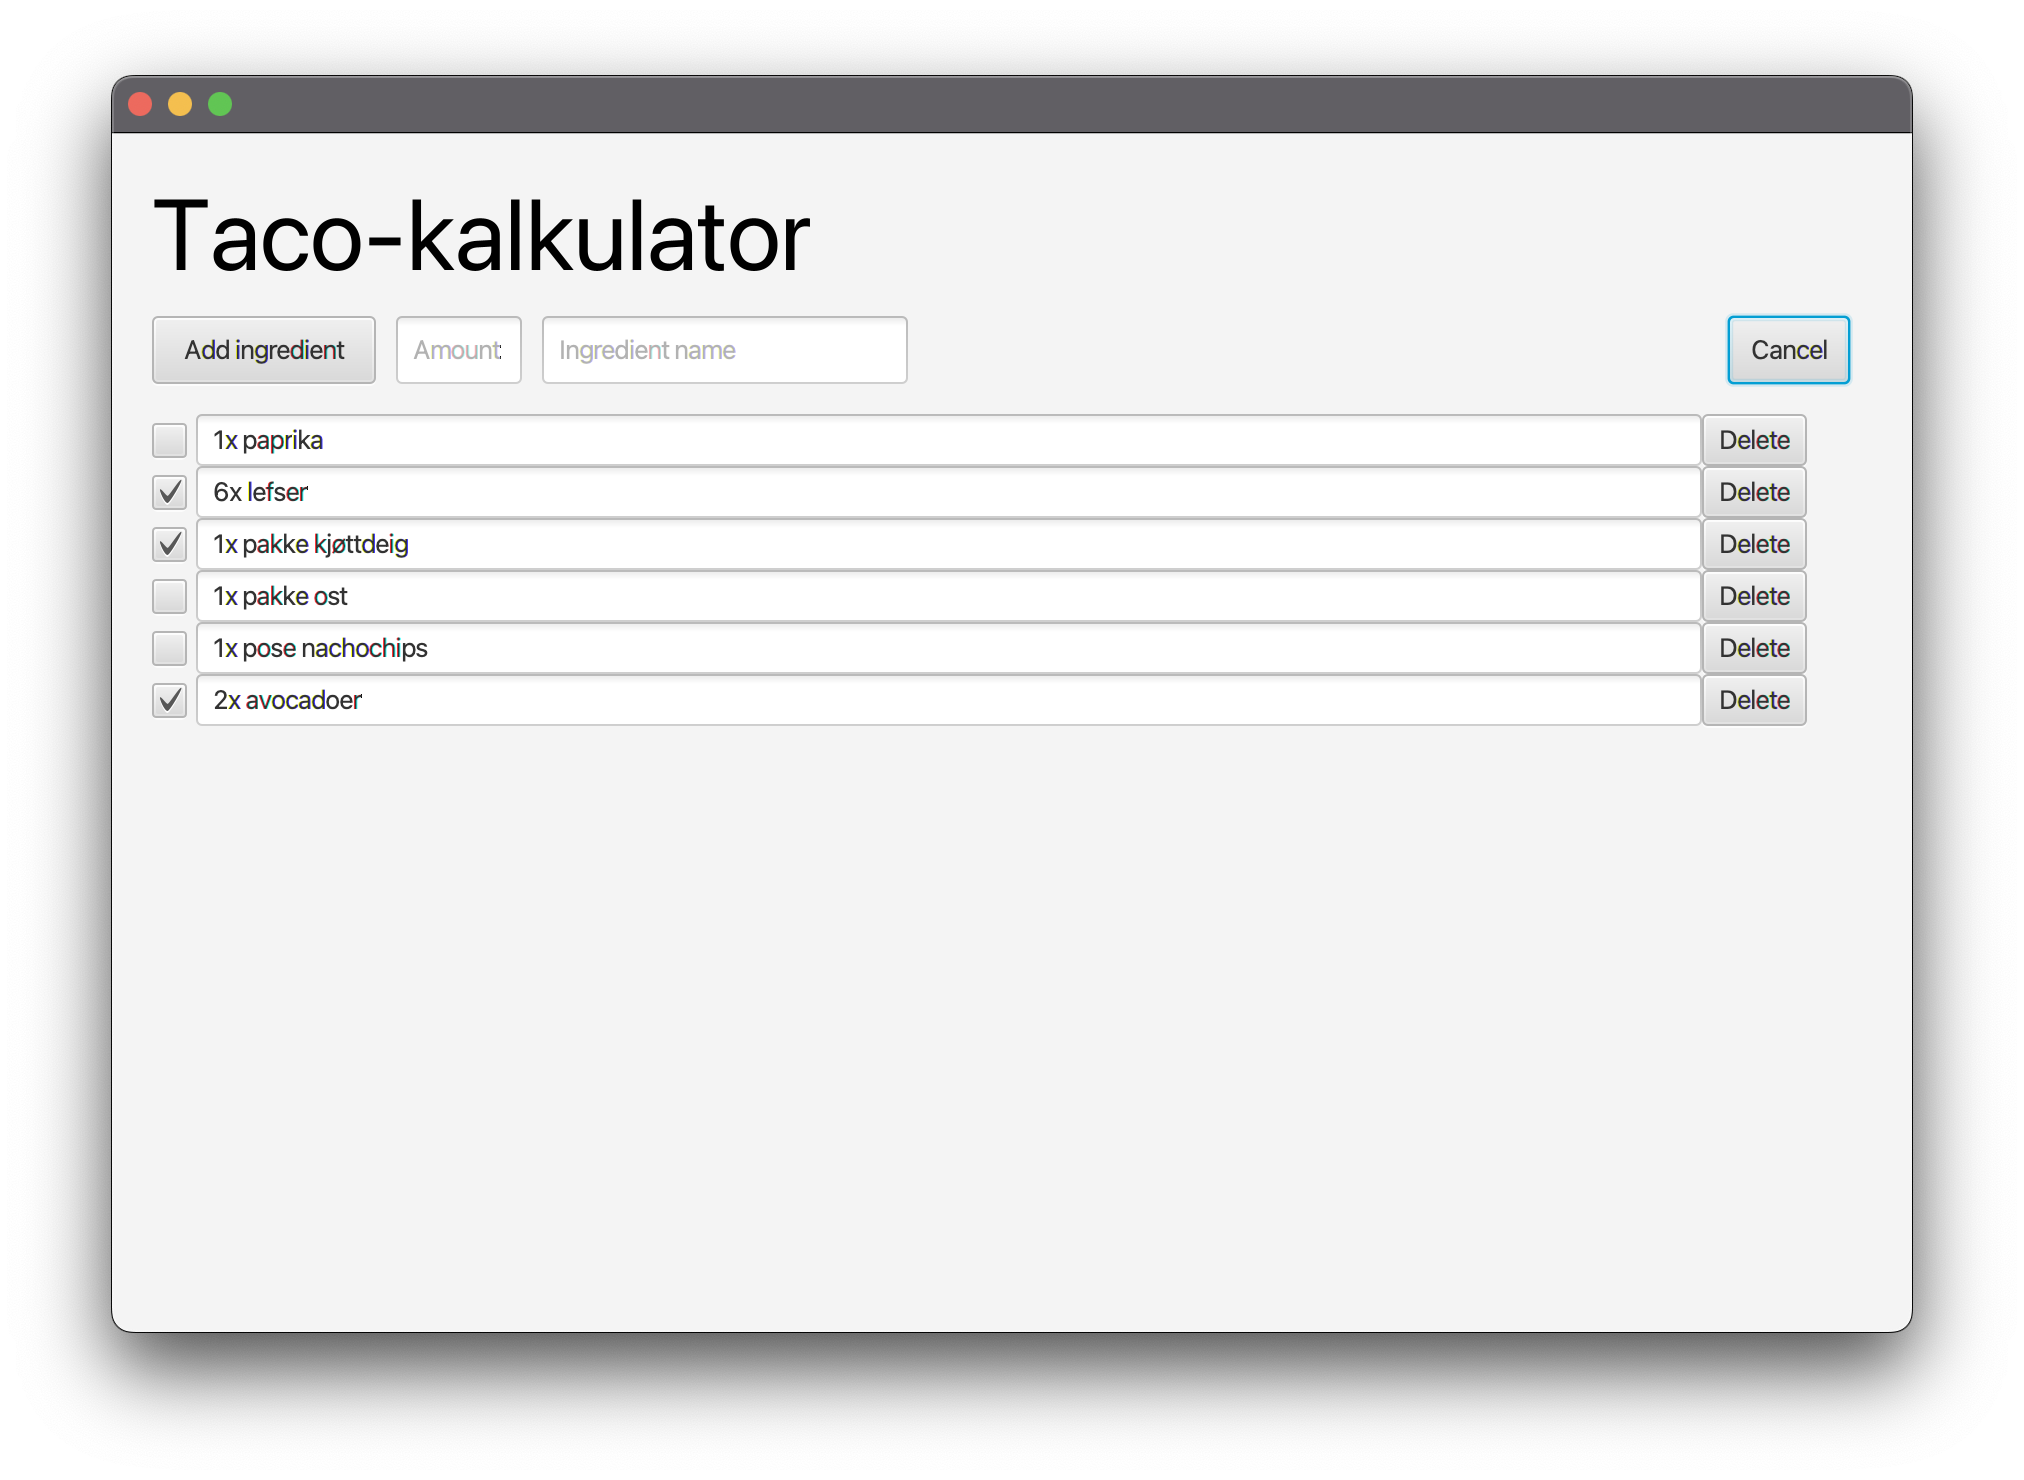 Taco-kalkulator
Add ingredient Amount Ingredient name Cancel
1x paprika Delete
6x lefser Delete
1x pakke kjøttdeig Delete
1x pakke ost Delete
1x pose nachochips Delete
2x avocadoer Delete